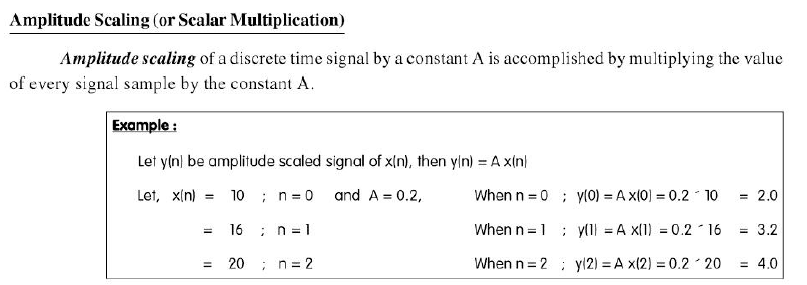 Amplitude Scaling (or Scalar Multiplication)
Amplitude scaling of a discrete time signal by a constant A is accomplished by multiplying the value
of every signal sample by the constant A.
Example :
Let y(n) be amplitude scaled signal of x(n), then y(n) = A x(n)
Let, x(n) = 10 ; n = 0 and A = 0.2, When n = 0 ; y(0) = A x(0) = 0.2 ´ 10 = 2.0
= 16 ; n = 1 When n = 1 ; y(1) = A x(1) = 0.2 ´ 16 = 3.2
= 20 ; n = 2 When n = 2 ; y(2) = A x(2) = 0.2 ´ 20 = 4.0